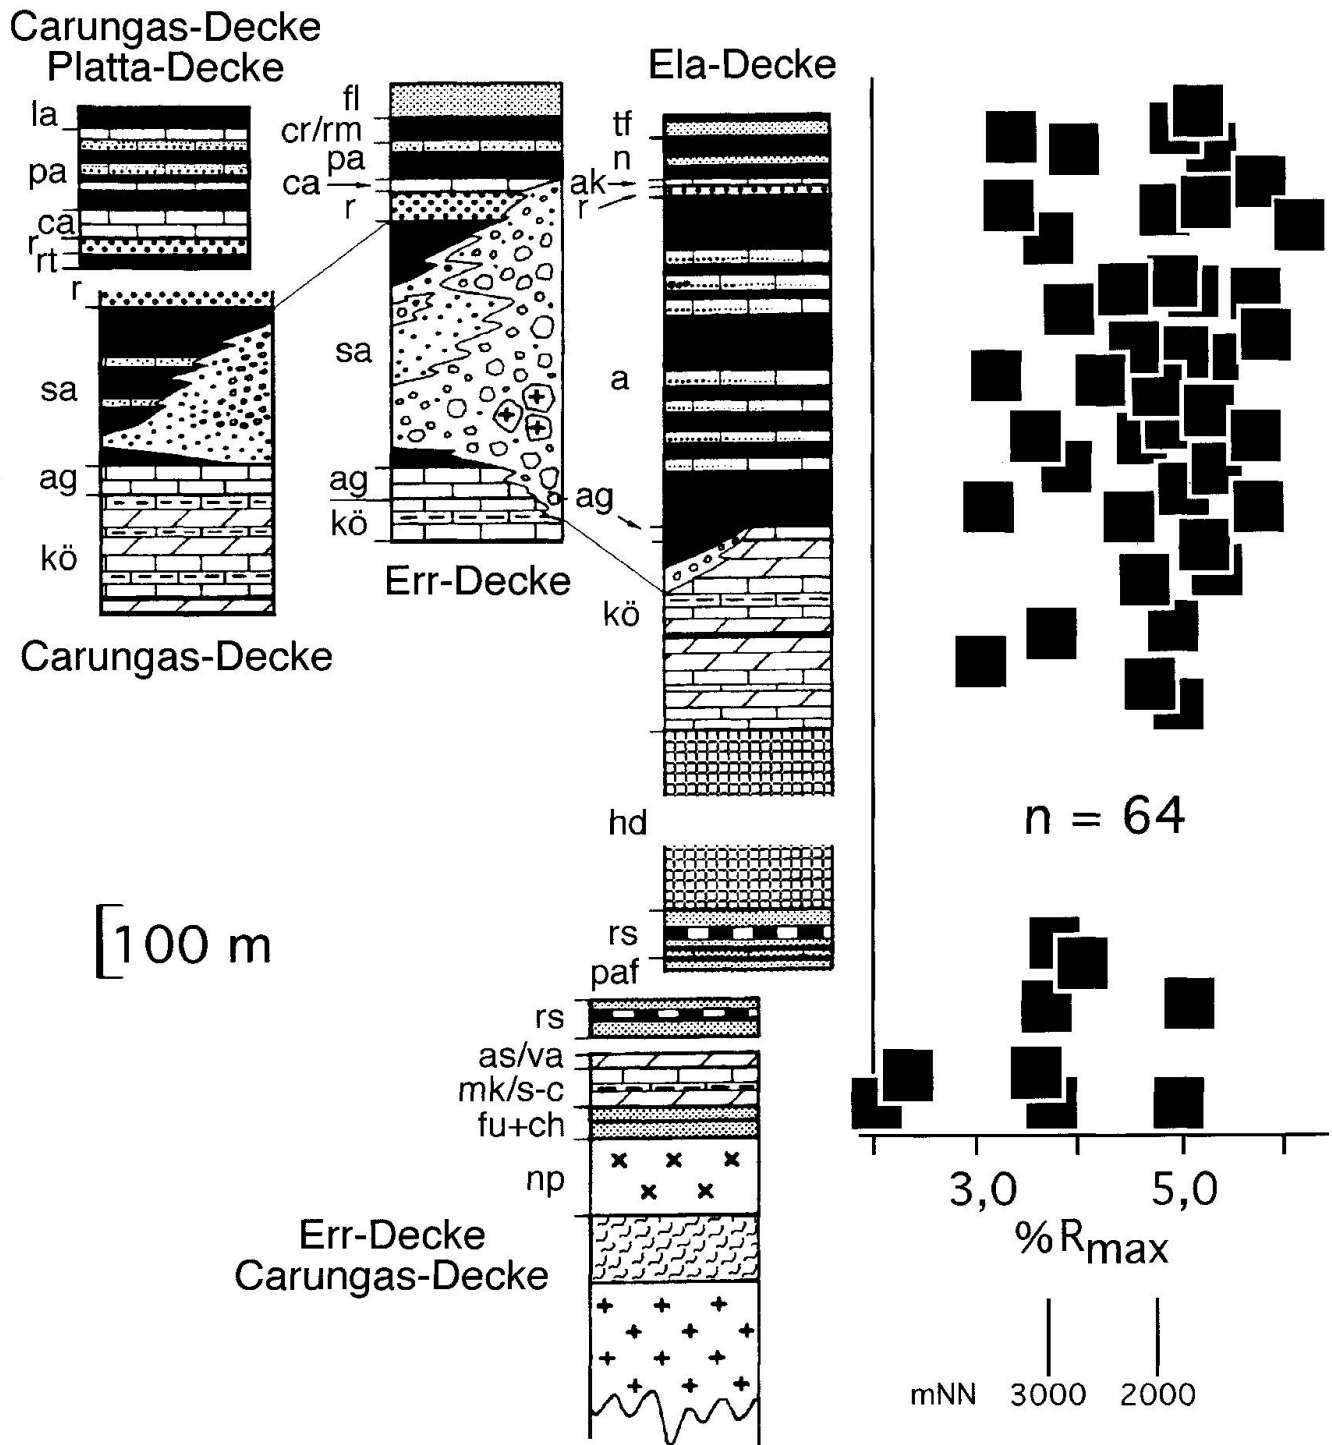 Carungas-Decke
Platta-Decke
la
pa
ca
r
rt
r
sa
ag
kö
Carungas-Decke
fl
cr/rm
pa
ca
r
sa
ag
kö
Err-Decke
Ela-Decke
tf
n
ak
r
a
ag
kö
hd
rs
paf
rs
as/va
mk/s-c
fu+ch
np
Err-Decke
Carungas-Decke
100 m
n = 64
3,0 5,0
%Rmax
mNN 3000 2000